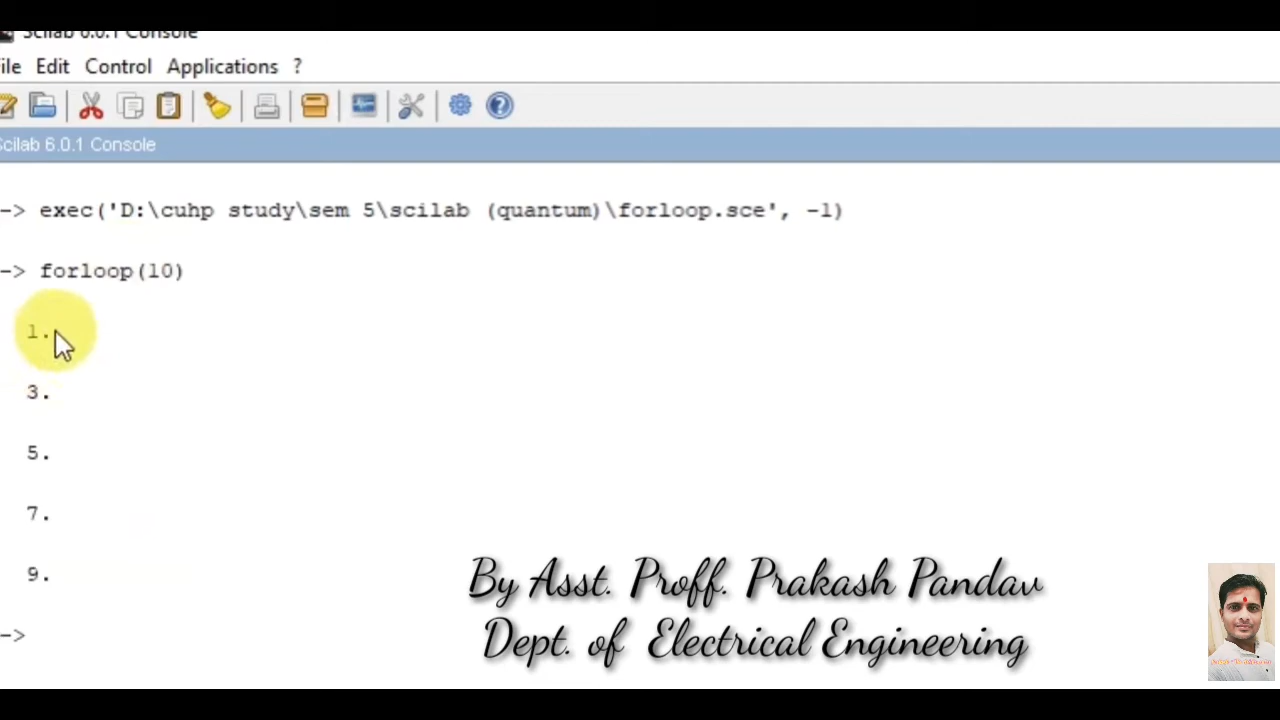 Scilab 6.0.1 Console
File Edit Control Applications ?
Scilab 6.0.1 Console
-> exec('D:\cuhp study\sem 5\scilab (quantum)\forloop.sce', -1)
-> forloop(10)
1.
3.
5.
7.
9.
->
By Asst. Proff. Prakash Pandav
Dept. of Electrical Engineering